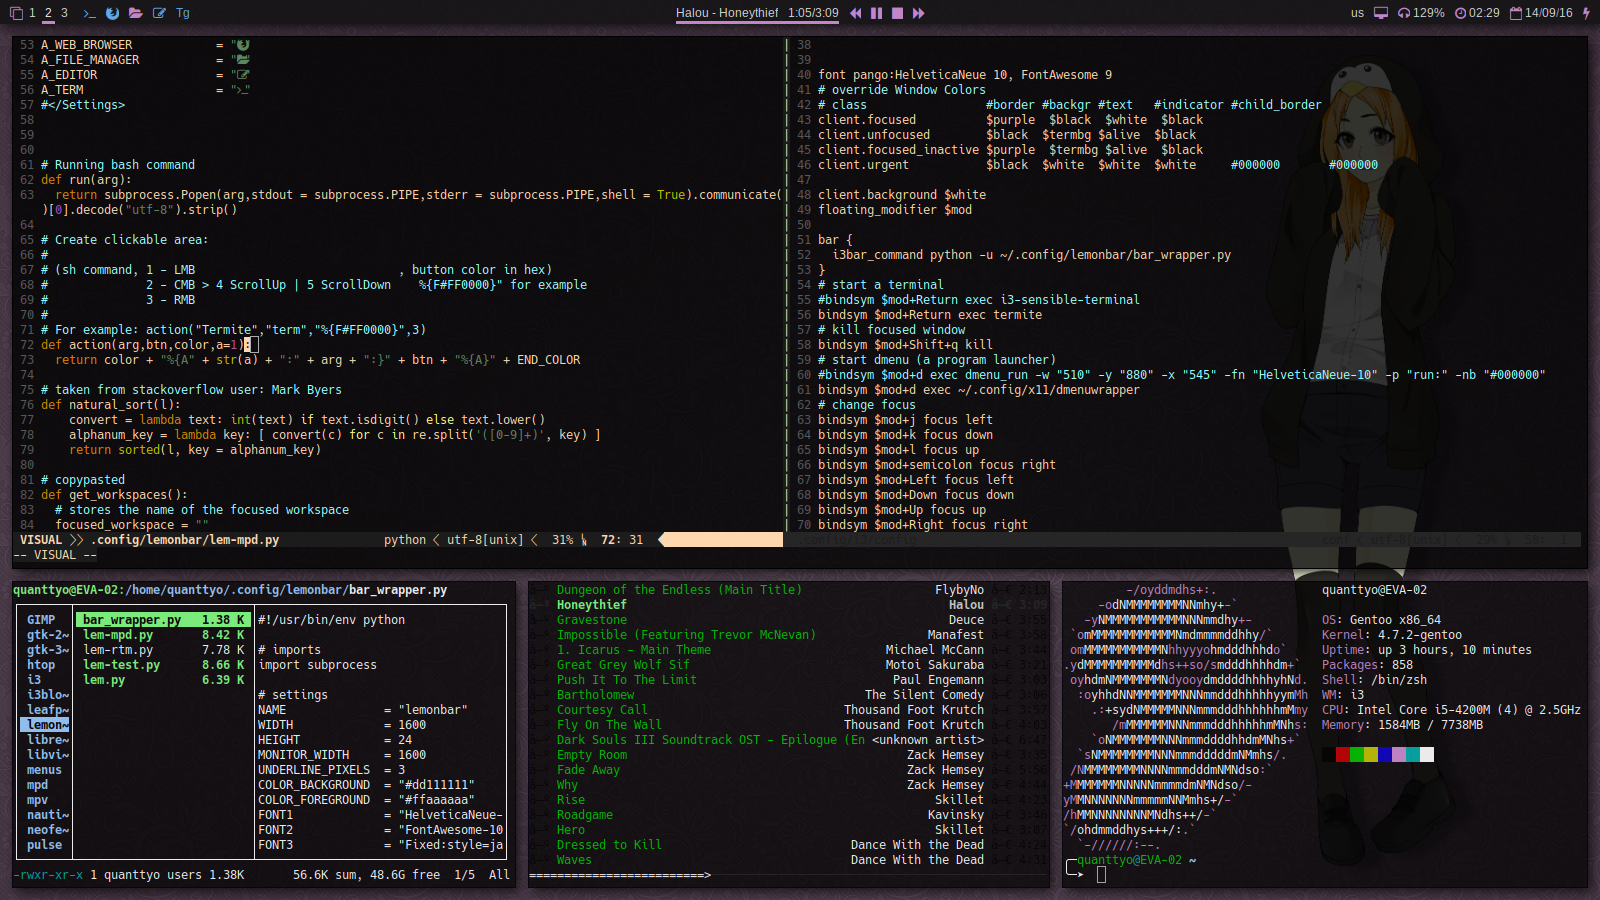 1 2 3 Tg
Halou - Honeythief 1:05/3:09
us 129% 02:29 14/09/16
53 A_WEB_BROWSER = "
54 A_FILE_MANAGER = "
55 A_EDITOR = "
56 A_TERM = "
57 #</Settings>
58
59
60
61 # Running bash command
62 def run(arg):
63   return subprocess.Popen(arg,stdout = subprocess.PIPE,stderr = subprocess.PIPE,shell = True).communicate(
)[0].decode("utf-8").strip()
64
65 # Create clickable area:
66 #
67 # (sh command, 1 - LMB , button color in hex)
68 # 2 - CMB > 4 ScrollUp | 5 ScrollDown %{F#FF0000}" for example
69 # 3 - RMB
70 #
71 # For example: action("Termite","term","%{F#FF0000}",3)
72 def action(arg,btn,color,a=1):
73   return color + "%{A" + str(a) + ":" + arg + ":}" + btn + "%{A}" + END_COLOR
74
75 # taken from stackoverflow user: Mark Byers
76 def natural_sort(l):
77     convert = lambda text: int(text) if text.isdigit() else text.lower()
78     alphanum_key = lambda key: [ convert(c) for c in re.split('([0-9]+)', key) ]
79     return sorted(l, key = alphanum_key)
80
81 # copypasted
82 def get_workspaces():
83   # stores the name of the focused workspace
84   focused_workspace = ""
VISUAL .config/lemonbar/lem-mpd.py python < utf-8[unix] < 31% 72: 31
-- VISUAL --
38
39
40 font pango:HelveticaNeue 10, FontAwesome 9
41 # override Window Colors
42 # class #border #backgr #text #indicator #child_border
43 client.focused $purple $black $white $black
44 client.unfocused $black $termbg $alive $black
45 client.focused_inactive $purple $termbg $alive $black
46 client.urgent $black $white $white $white #000000 #000000
47
48 client.background $white
49 floating_modifier $mod
50
51 bar {
52   i3bar_command python -u ~/.config/lemonbar/bar_wrapper.py
53 }
54 # start a terminal
55 #bindsym $mod+Return exec i3-sensible-terminal
56 bindsym $mod+Return exec termite
57 # kill focused window
58 bindsym $mod+Shift+q kill
59 # start dmenu (a program launcher)
60 #bindsym $mod+d exec dmenu_run -w "510" -y "880" -x "545" -fn "HelveticaNeue-10" -p "run:" -nb "#000000"
61 bindsym $mod+d exec ~/.config/x11/dmenuwrapper
62 # change focus
63 bindsym $mod+j focus left
64 bindsym $mod+k focus down
65 bindsym $mod+l focus up
66 bindsym $mod+semicolon focus right
67 bindsym $mod+Left focus left
68 bindsym $mod+Down focus down
69 bindsym $mod+Up focus up
70 bindsym $mod+Right focus right
quanttyo@EVA-02:/home/quanttyo/.config/lemonbar/bar_wrapper.py
GIMP bar_wrapper.py 1.38 K #!/usr/bin/env python
gtk-2~ lem-mpd.py 8.42 K
gtk-3~ lem-rtm.py 7.78 K # imports
htop lem-test.py 8.66 K import subprocess
i3 lem.py 6.39 K
i3blo~ # settings
leafp~ NAME = "lemonbar"
lemon~ WIDTH = 1600
libre~ HEIGHT = 24
libvi~ MONITOR_WIDTH = 1600
menus UNDERLINE_PIXELS = 3
mpd COLOR_BACKGROUND = "#dd111111"
mpv COLOR_FOREGROUND = "#ffaaaaaa"
nauti~ FONT1 = "HelveticaNeue-
neofe~ FONT2 = "FontAwesome-10
pulse FONT3 = "Fixed:style=ja
-rwxr-xr-x 1 quanttyo users 1.38K 56.6K sum, 48.6G free 1/5 All
Dungeon of the Endless (Main Title) FlybyNo
Honeythief Halou 3:09
Gravestone Deuce
Impossible (Featuring Trevor McNevan) Manafest
1. Icarus - Main Theme Michael McCann
Great Grey Wolf Sif Motoi Sakuraba
Push It To The Limit Paul Engemann
Bartholomew The Silent Comedy
Courtesy Call Thousand Foot Krutch
Fly On The Wall Thousand Foot Krutch
Dark Souls III Soundtrack OST - Epilogue (En <unknown artist>
Empty Room Zack Hemsey
Fade Away Zack Hemsey
Why Zack Hemsey
Rise Skillet
Roadgame Kavinsky
Hero Skillet
Dressed to Kill Dance With the Dead
Waves Dance With the Dead
=========================>
quanttyo@EVA-02
OS: Gentoo x86_64
Kernel: 4.7.2-gentoo
Uptime: up 3 hours, 10 minutes
Packages: 858
Shell: /bin/zsh
WM: i3
CPU: Intel Core i5-4200M (4) @ 2.5GHz
Memory: 1584MB / 7738MB
quanttyo@EVA-02 ~